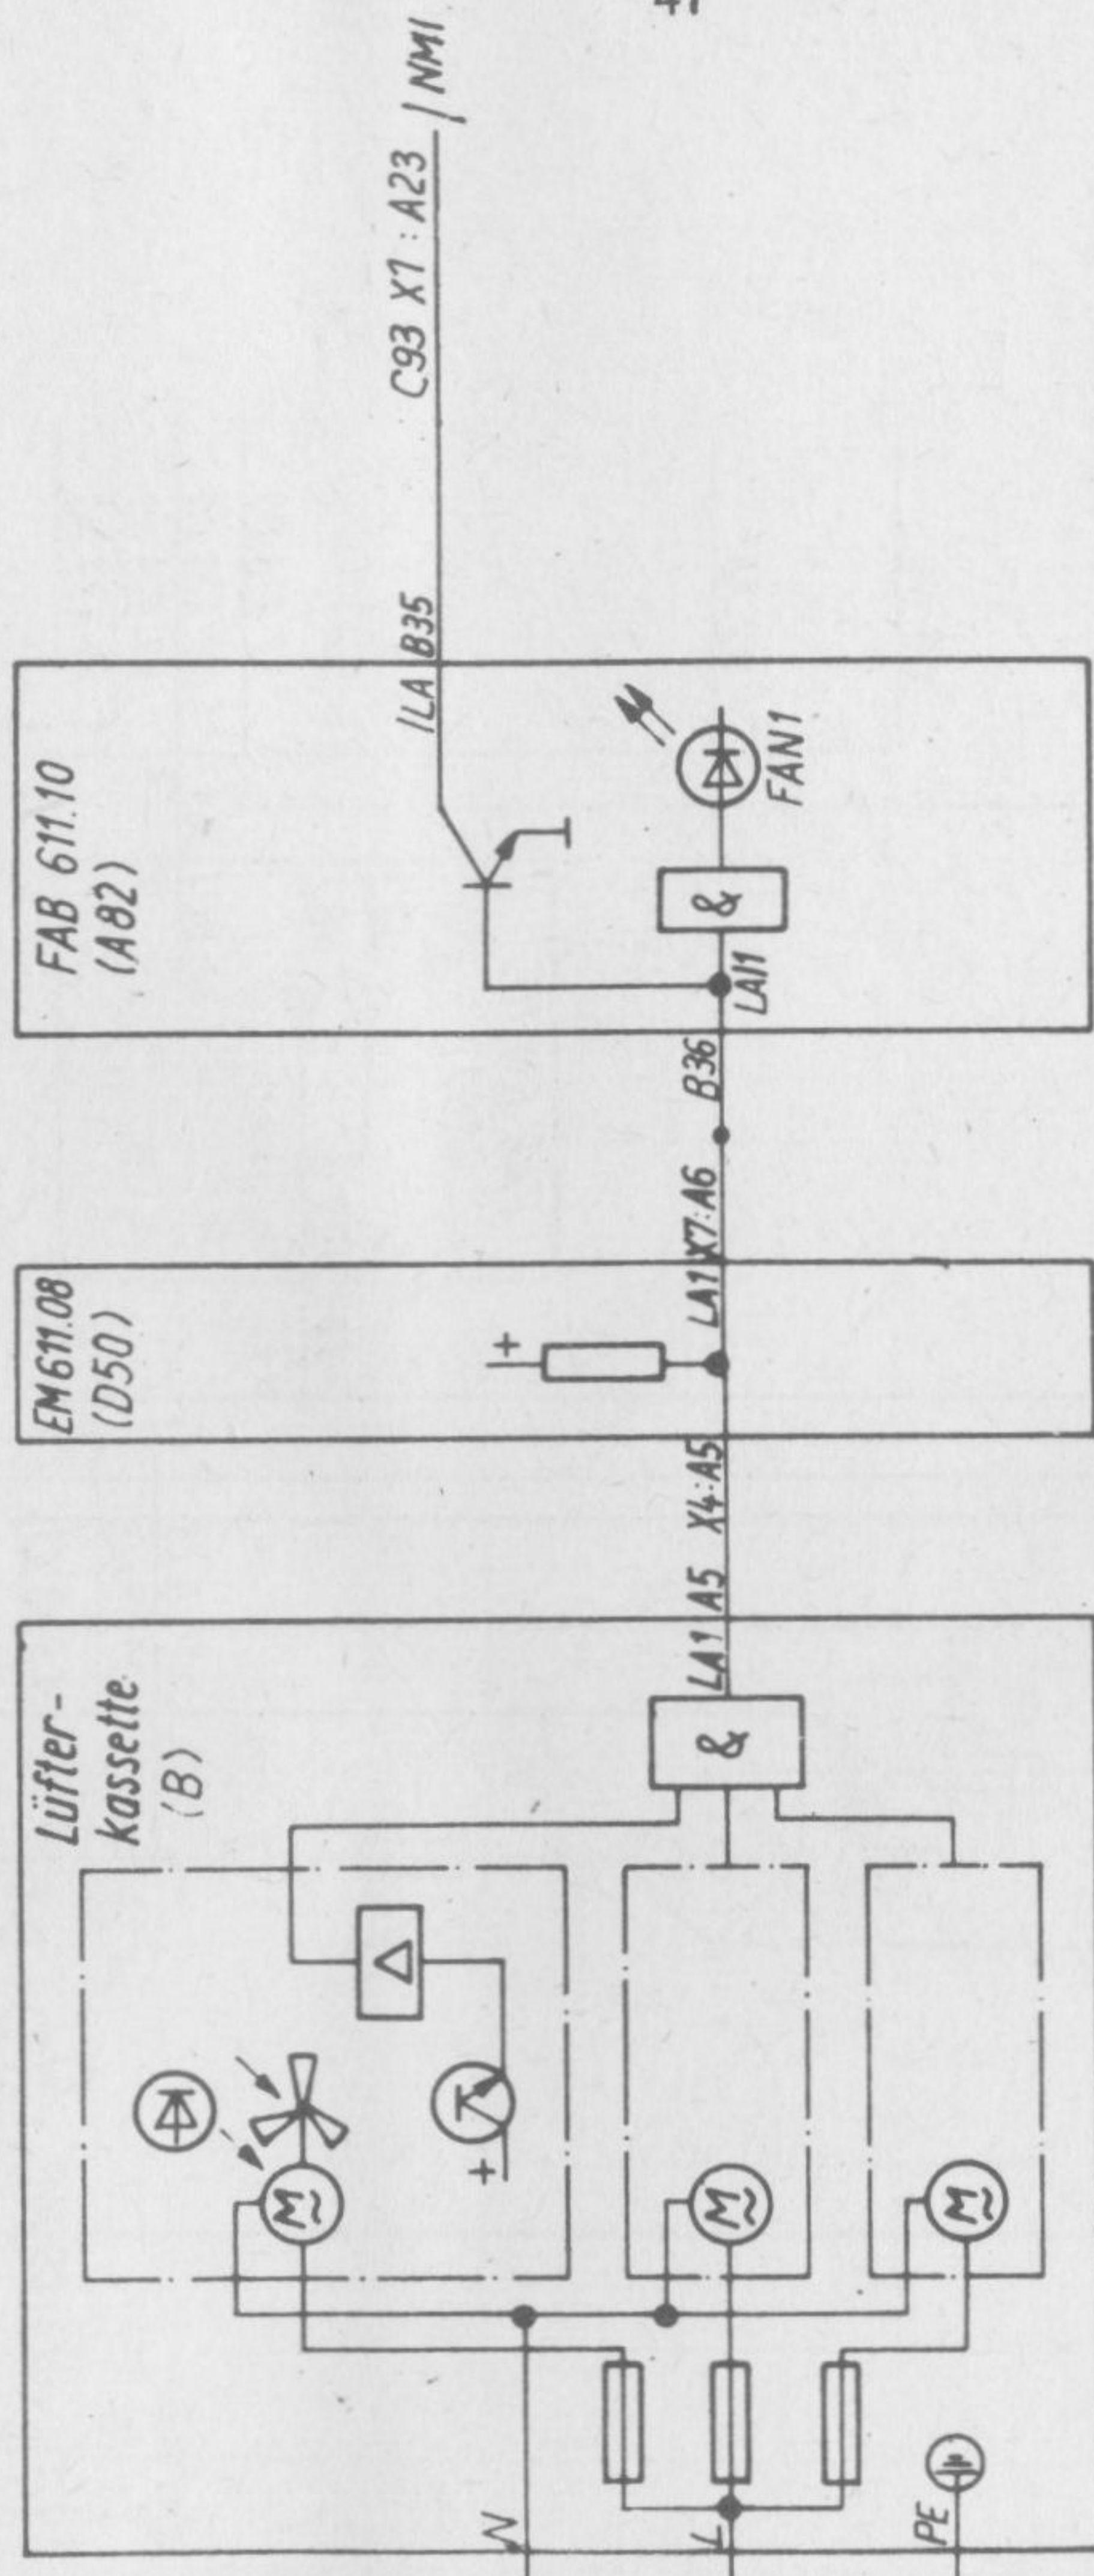 Lüfter-
kassette
(B)
EM611.08
(D50)
FAB 611.10
(A82)
/LA B35
C93 X1 : A23
/NMI
LA1 A5 X4:A5
LA1 X7:A6
B36
LAI1
FAN1
&
&
M
~
M
~
M
~
+
+
N
L
PE